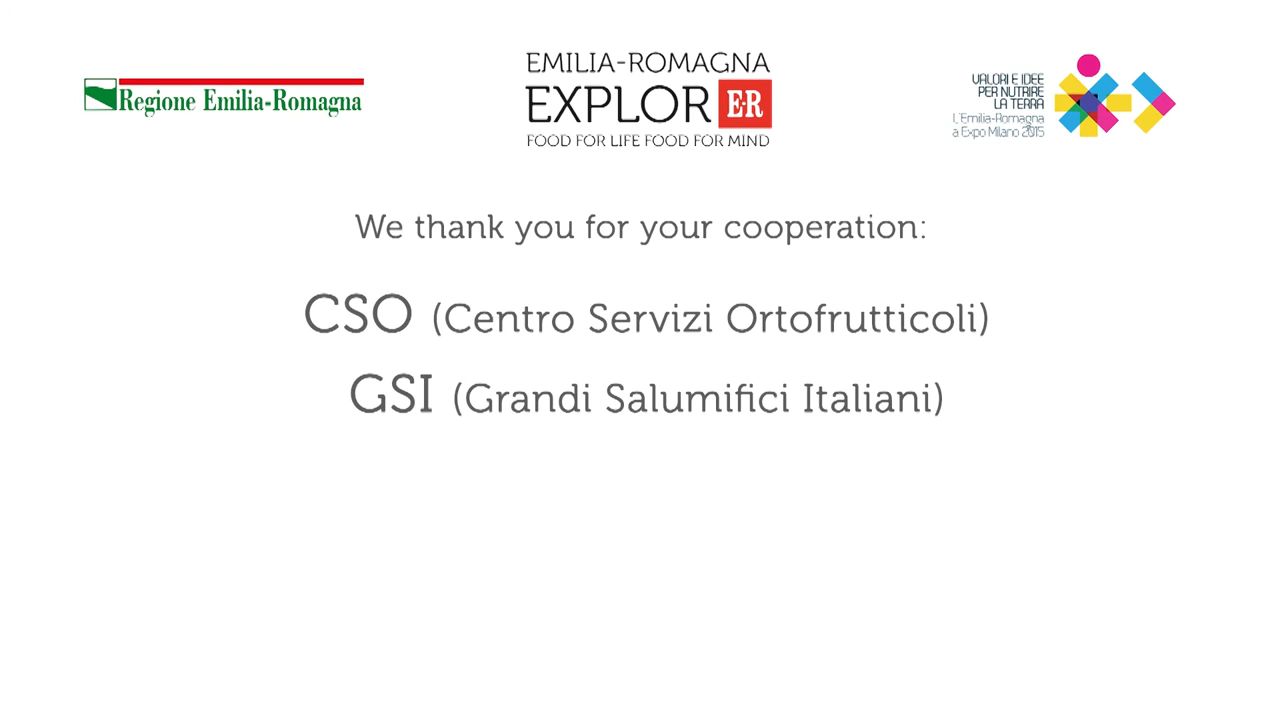 Regione Emilia-Romagna
EMILIA-ROMAGNA
EXPLOR E-R
FOOD FOR LIFE FOOD FOR MIND
VALORI E IDEE
PER NUTRIRE
LA TERRA
L'Emilia-Romagna
a Expo Milano 2015
We thank you for your cooperation:
CSO (Centro Servizi Ortofrutticoli)
GSI (Grandi Salumifici Italiani)